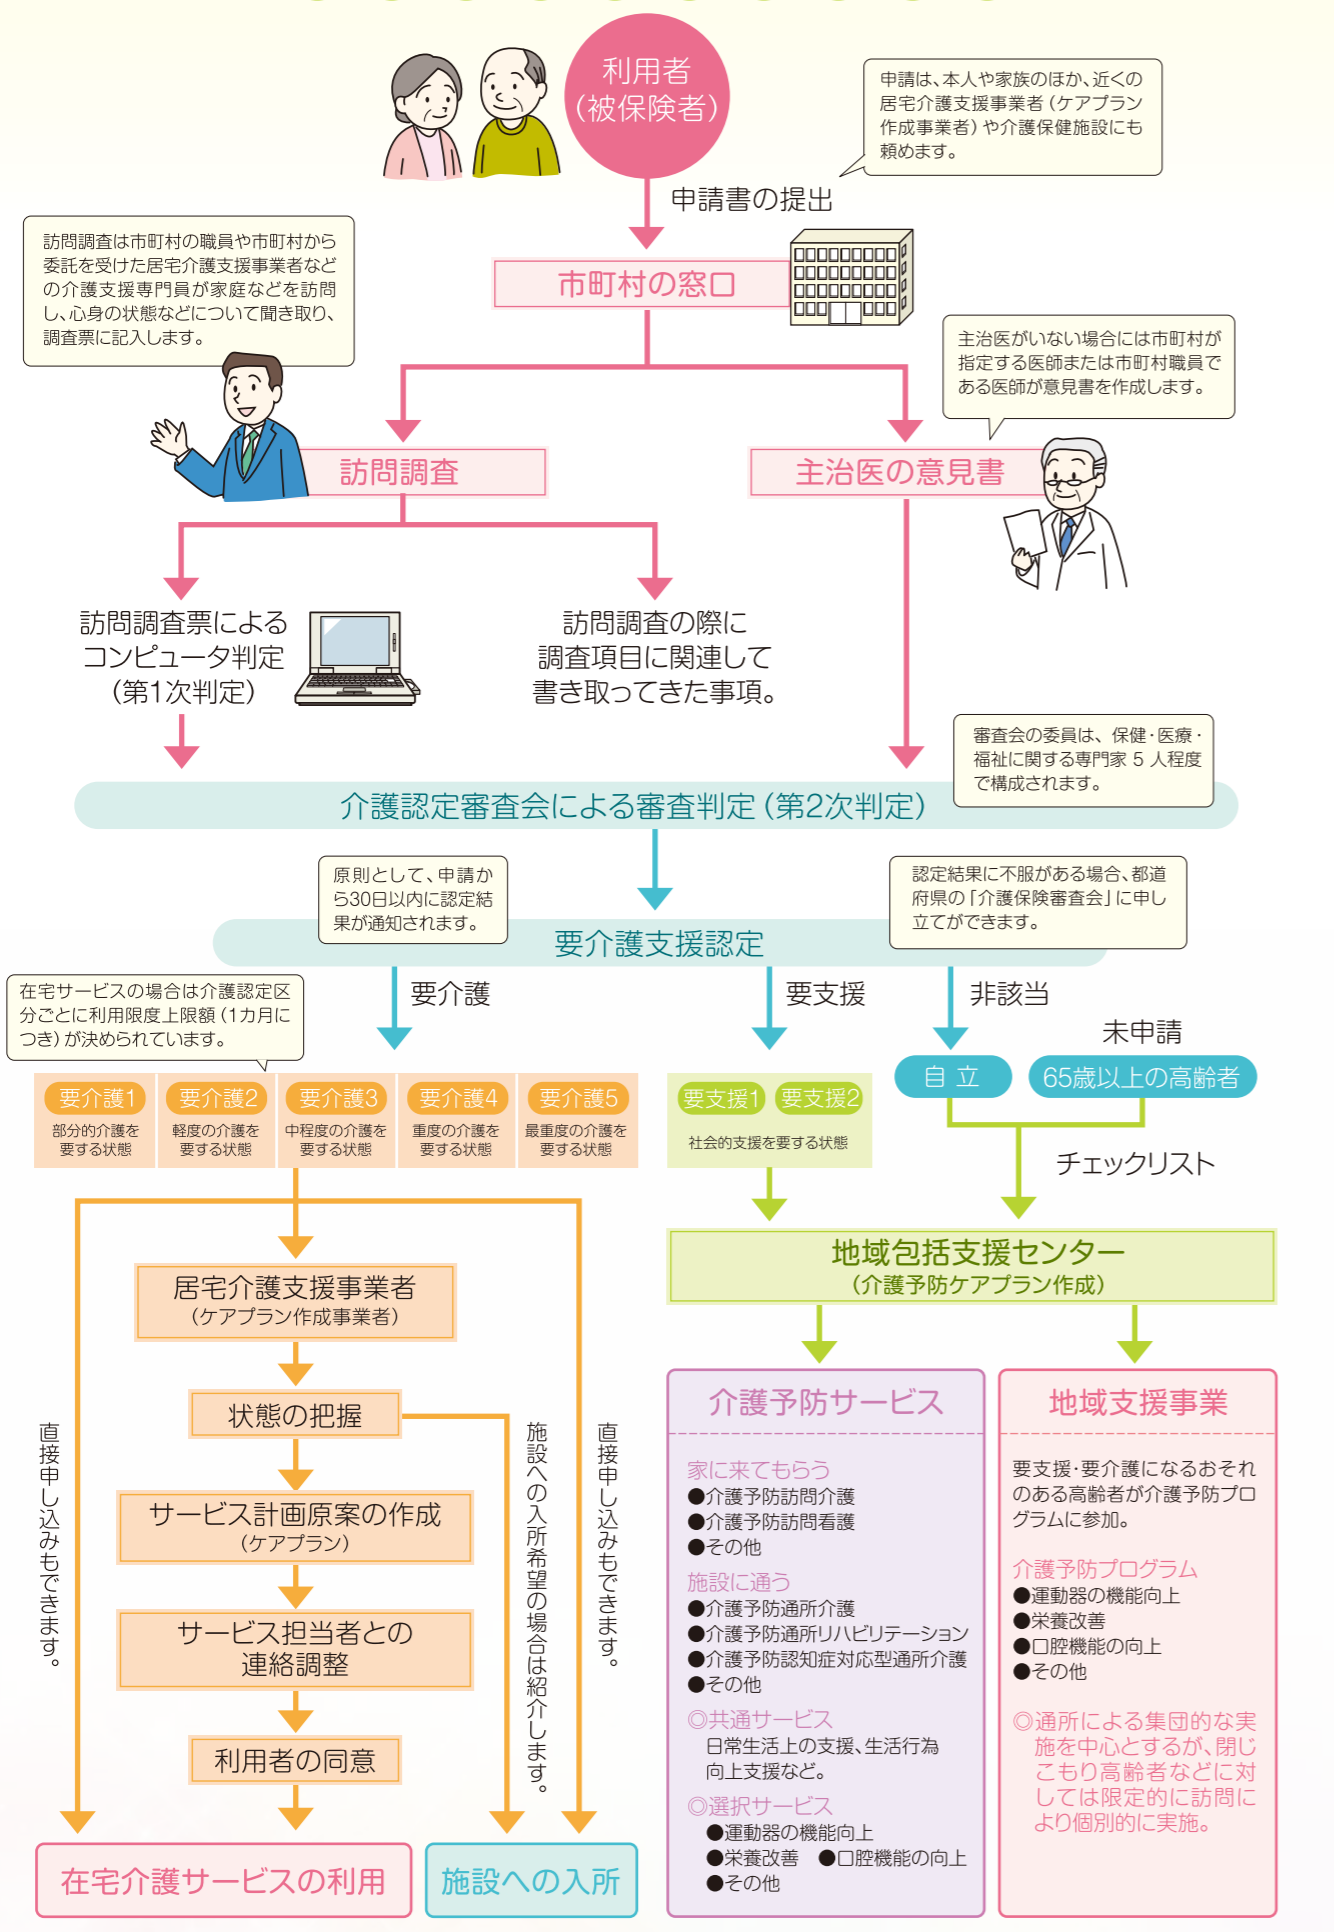 利用者
（被保険者）
申請は、本人や家族のほか、近くの
居宅介護支援事業者（ケアプラン
作成事業者）や介護保健施設にも
頼めます。
申請書の提出
訪問調査は市町村の職員や市町村から
委託を受けた居宅介護支援事業者など
の介護支援専門員が家庭などを訪問
し、心身の状態などについて聞き取り、
調査票に記入します。
市町村の窓口
主治医がいない場合には市町村が
指定する医師または市町村職員で
ある医師が意見書を作成します。
訪問調査
主治医の意見書
訪問調査票による
コンピュータ判定
（第1次判定）
訪問調査の際に
調査項目に関連して
書き取ってきた事項。
審査会の委員は、保健・医療・
福祉に関する専門家 5 人程度
で構成されます。
介護認定審査会による審査判定（第2次判定）
原則として、申請か
ら30日以内に認定結
果が通知されます。
認定結果に不服がある場合、都道
府県の「介護保険審査会」に申し
立てができます。
要介護支援認定
在宅サービスの場合は介護認定区
分ごとに利用限度上限額（1カ月に
つき）が決められています。
要介護
要支援
非該当
未申請
自立
65歳以上の高齢者
要介護1
部分的介護を
要する状態
要介護2
軽度の介護を
要する状態
要介護3
中程度の介護を
要する状態
要介護4
重度の介護を
要する状態
要介護5
最重度の介護を
要する状態
要支援1 要支援2
社会的支援を要する状態
チェックリスト
居宅介護支援事業者
（ケアプラン作成事業者）
状態の把握
サービス計画原案の作成
（ケアプラン）
サービス担当者との
連絡調整
利用者の同意
直接申し込みもできます。
施設への入所希望の場合は紹介します。
直接申し込みもできます。
在宅介護サービスの利用
施設への入所
地域包括支援センター
（介護予防ケアプラン作成）
介護予防サービス
家に来てもらう
●介護予防訪問介護
●介護予防訪問看護
●その他
施設に通う
●介護予防通所介護
●介護予防通所リハビリテーション
●介護予防認知症対応型通所介護
●その他
◎共通サービス
日常生活上の支援、生活行為
向上支援など。
◎選択サービス
●運動器の機能向上
●栄養改善 ●口腔機能の向上
●その他
地域支援事業
要支援・要介護になるおそれ
のある高齢者が介護予防プロ
グラムに参加。
介護予防プログラム
●運動器の機能向上
●栄養改善
●口腔機能の向上
●その他
◎通所による集団的な実
施を中心とするが、閉じ
こもり高齢者などに対
しては限定的に訪問に
より個別的に実施。